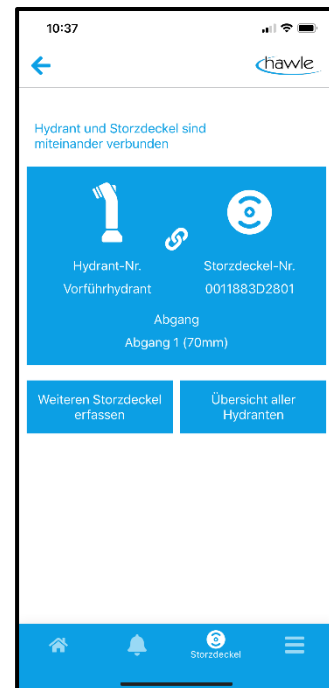 10:37
hawle
Hydrant und Storzdeckel sind
miteinander verbunden
Hydrant-Nr.
Storzdeckel-Nr.
Vorführhydrant
0011883D2801
Abgang
Abgang 1 (70mm)
Weiteren Storzdeckel
erfassen
Übersicht aller
Hydranten
Storzdeckel